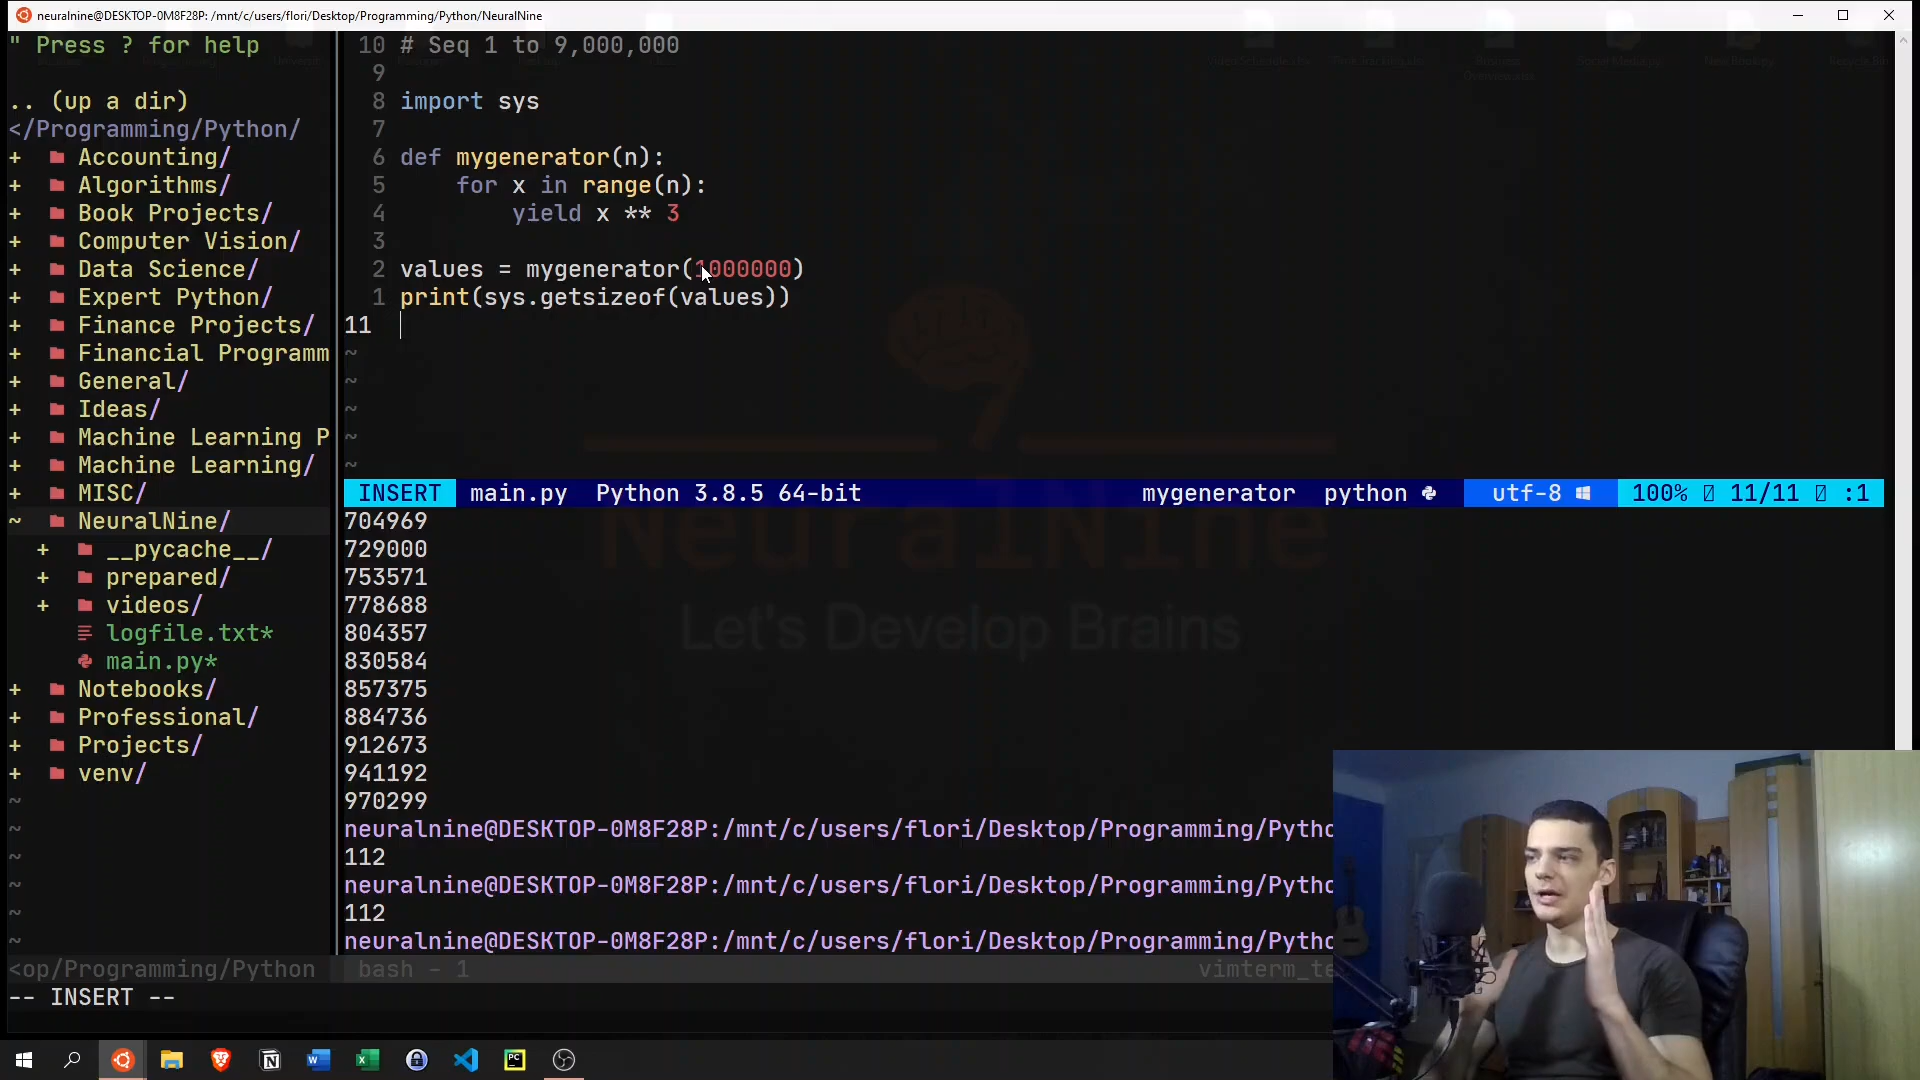 neuralnine@DESKTOP-0M8F28P: /mnt/c/users/flori/Desktop/Programming/Python/NeuralNine
" Press ? for help
.. (up a dir)
</Programming/Python/
+ Accounting/
+ Algorithms/
+ Book Projects/
+ Computer Vision/
+ Data Science/
+ Expert Python/
+ Finance Projects/
+ Financial Programm
+ General/
+ Ideas/
+ Machine Learning P
+ Machine Learning/
+ MISC/
~ NeuralNine/
+ __pycache__/
+ prepared/
+ videos/
logfile.txt*
main.py*
+ Notebooks/
+ Professional/
+ Projects/
+ venv/
~
~
~
~
~
~
<op/Programming/Python
-- INSERT --
10 # Seq 1 to 9,000,000
9
8 import sys
7
6 def mygenerator(n):
5 for x in range(n):
4 yield x ** 3
3
2 values = mygenerator(1000000)
1 print(sys.getsizeof(values))
11
~
~
~
~
~
INSERT main.py Python 3.8.5 64-bit mygenerator python utf-8 100% 11/11 :1
704969
729000
753571
778688
804357
830584
857375
884736
912673
941192
970299
neuralnine@DESKTOP-0M8F28P:/mnt/c/users/flori/Desktop/Programming/Pytho
112
neuralnine@DESKTOP-0M8F28P:/mnt/c/users/flori/Desktop/Programming/Pytho
112
neuralnine@DESKTOP-0M8F28P:/mnt/c/users/flori/Desktop/Programming/Pytho
bash - 1 vimterm_te
NeuralNine
Let's Develop Brains